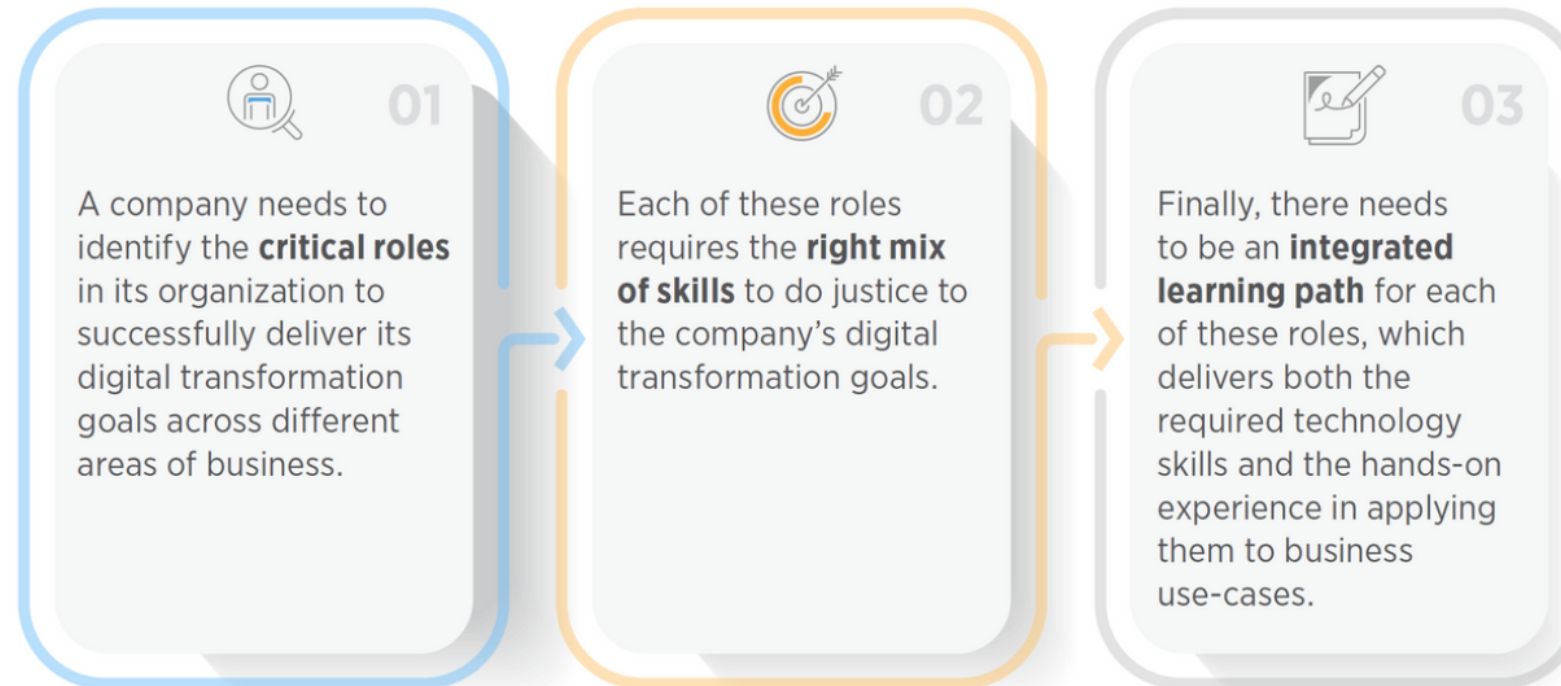 01
A company needs to
identify the critical roles
in its organization to
successfully deliver its
digital transformation
goals across different
areas of business.
02
Each of these roles
requires the right mix
of skills to do justice to
the company’s digital
transformation goals.
03
Finally, there needs
to be an integrated
learning path for each
of these roles, which
delivers both the
required technology
skills and the hands-on
experience in applying
them to business
use-cases.